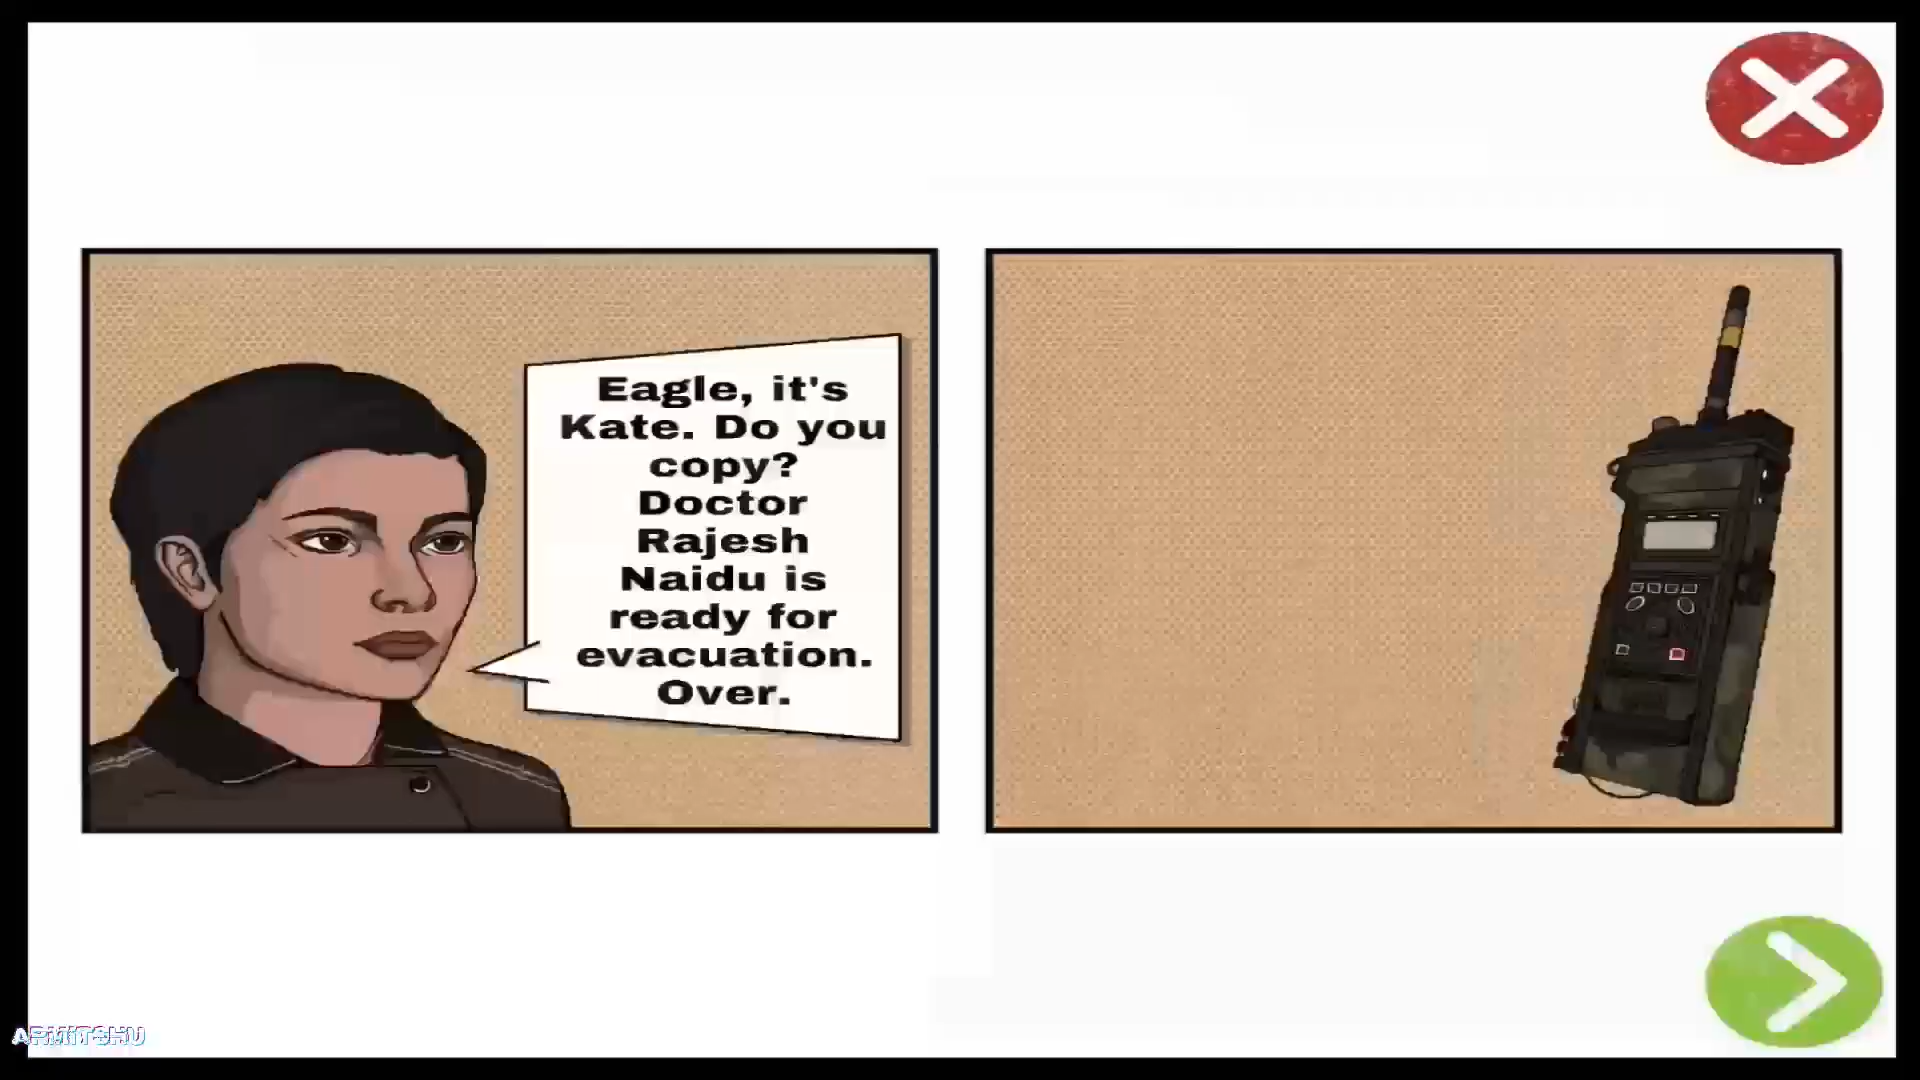 Eagle, it's
Kate. Do you
copy?
Doctor
Rajesh
Naidu is
ready for
evacuation.
Over.